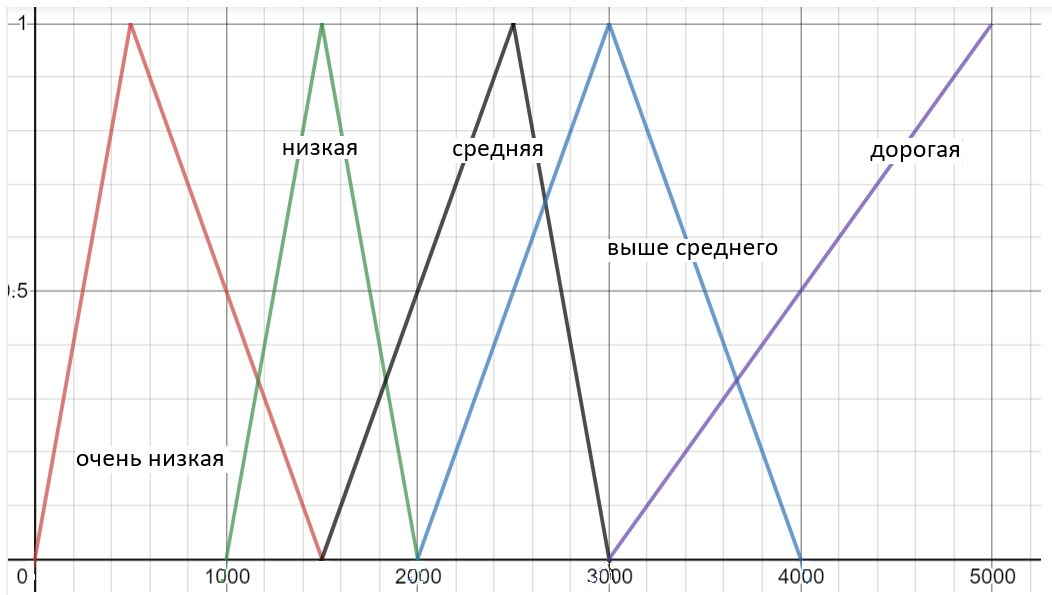 1
низкая
средняя
дорогая
выше среднего
0.5
очень низкая
0
1000
2000
3000
4000
5000